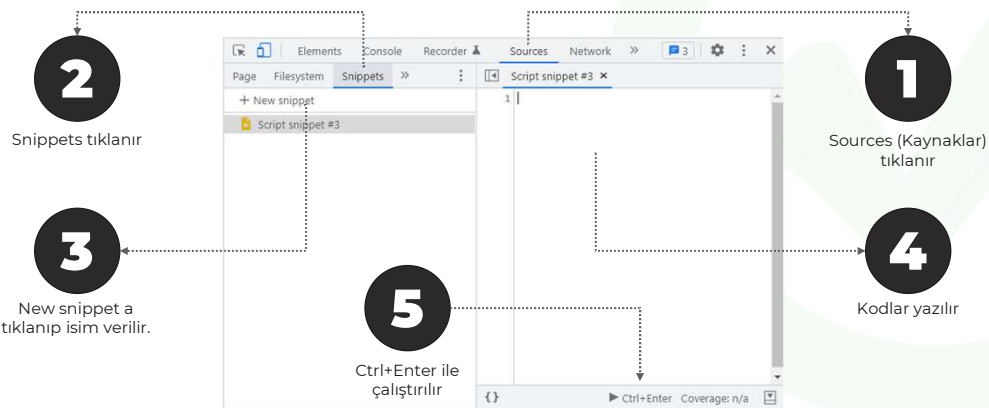 2
Snippets tıklanır
3
New snippet a
tıklanıp isim verilir.
Elements Console Recorder Sources Network » 3
Page Filesystem Snippets »
+ New snippet
Script snippet #3
Script snippet #3 ×
1
{ } Ctrl+Enter Coverage: n/a
5
Ctrl+Enter ile
çalıştırılır
1
Sources (Kaynaklar)
tıklanır
4
Kodlar yazılır